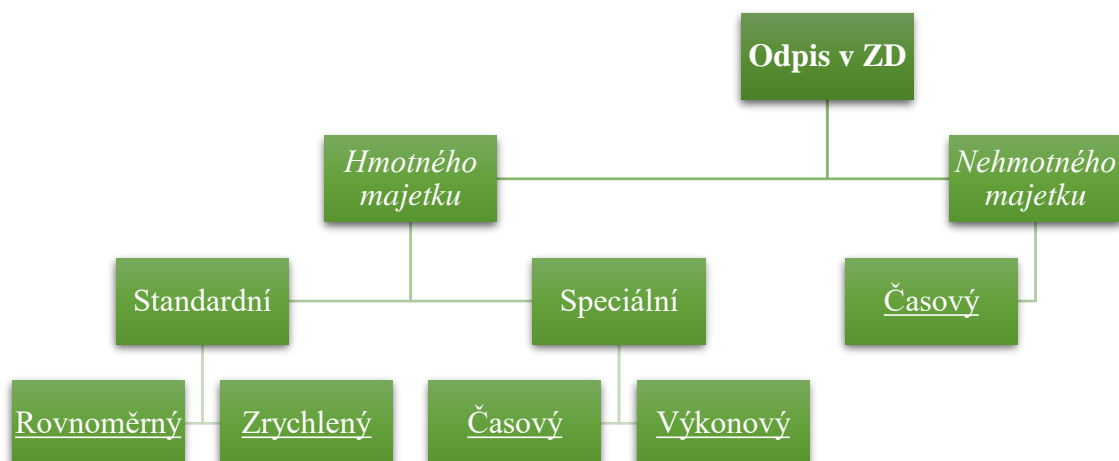 Odpis v ZD
Hmotného
majetku
Nehmotného
majetku
Standardní
Speciální
Časový
Rovnoměrný
Zrychlený
Časový
Výkonový